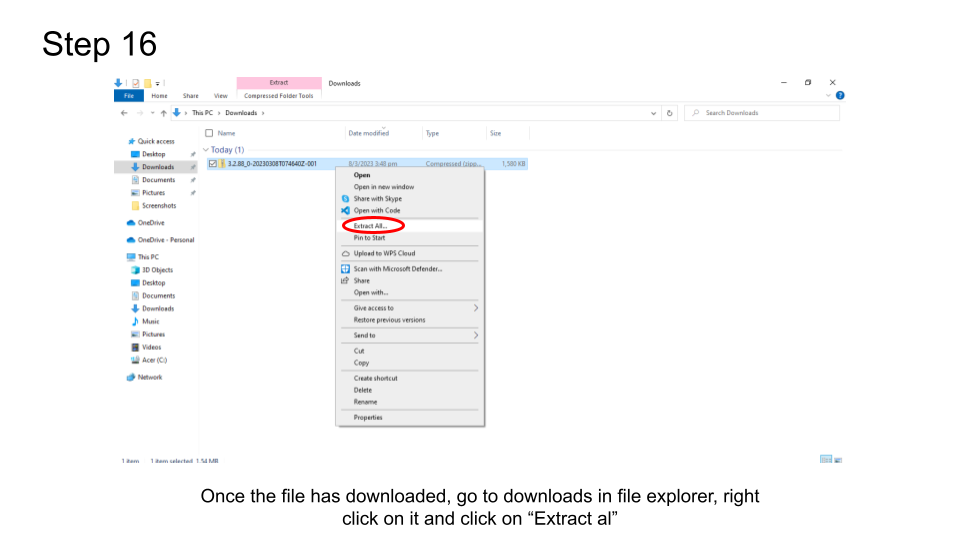 Step 16
Extract
Downloads
File Home Share View Compressed Folder Tools
This PC > Downloads >
Search Downloads
Name Date modified Type Size
Quick access
Desktop
Downloads
Documents
Pictures
Screenshots
OneDrive
OneDrive - Personal
This PC
3D Objects
Desktop
Documents
Downloads
Music
Pictures
Videos
Acer (C:)
Network
Today (1)
3.2.88_0-20230308T074640Z-001 8/3/2023 3:48 pm Compressed (zipp... 1,580 KB
Open
Open in new window
Share with Skype
Open with Code
Extract All...
Pin to Start
Upload to WPS Cloud
Scan with Microsoft Defender...
Share
Open with...
Give access to
Restore previous versions
Send to
Cut
Copy
Create shortcut
Delete
Rename
Properties
1 item 1 item selected 1.54 MB
Once the file has downloaded, go to downloads in file explorer, right
click on it and click on “Extract al”